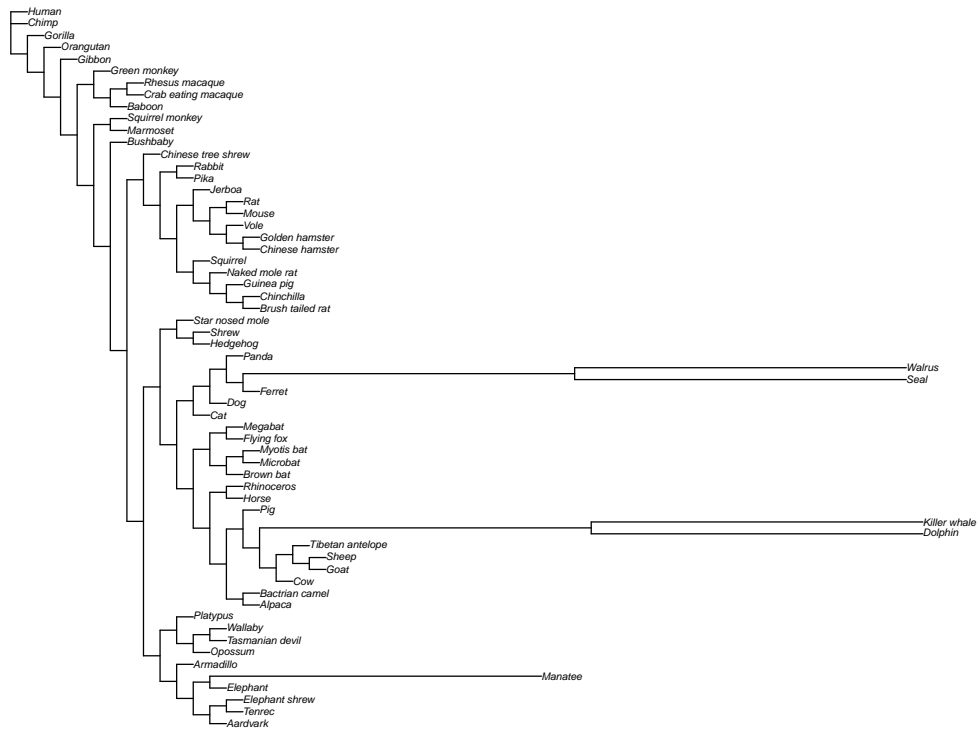 Human
Chimp
Gorilla
Orangutan
Gibbon
Green monkey
Rhesus macaque
Crab eating macaque
Baboon
Squirrel monkey
Marmoset
Bushbaby
Chinese tree shrew
Rabbit
Pika
Jerboa
Rat
Mouse
Vole
Golden hamster
Chinese hamster
Squirrel
Naked mole rat
Guinea pig
Chinchilla
Brush tailed rat
Star nosed mole
Shrew
Hedgehog
Panda
Walrus
Seal
Ferret
Dog
Cat
Megabat
Flying fox
Myotis bat
Microbat
Brown bat
Rhinoceros
Horse
Pig
Killer whale
Dolphin
Tibetan antelope
Sheep
Goat
Cow
Bactrian camel
Alpaca
Platypus
Wallaby
Tasmanian devil
Opossum
Armadillo
Manatee
Elephant
Elephant shrew
Tenrec
Aardvark